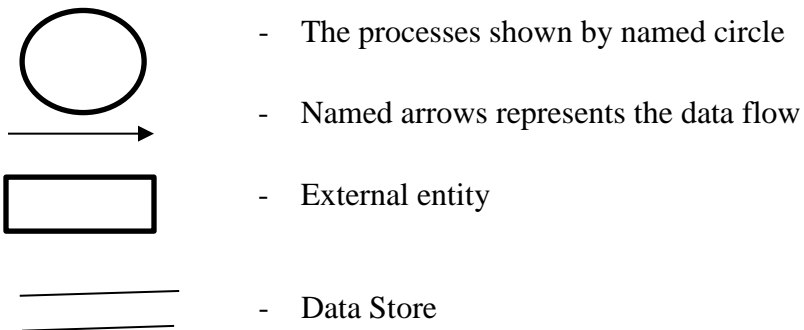 - The processes shown by named circle
- Named arrows represents the data flow
- External entity
- Data Store